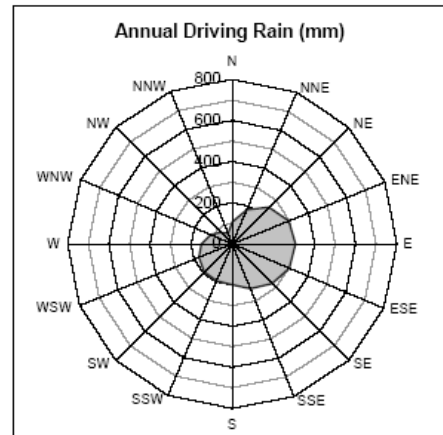 Annual Driving Rain (mm)
N
NNW
800
NNE
NW
600
NE
400
WNW
ENE
200
W
0
E
WSW
ESE
SW
SE
SSW
SSE
S